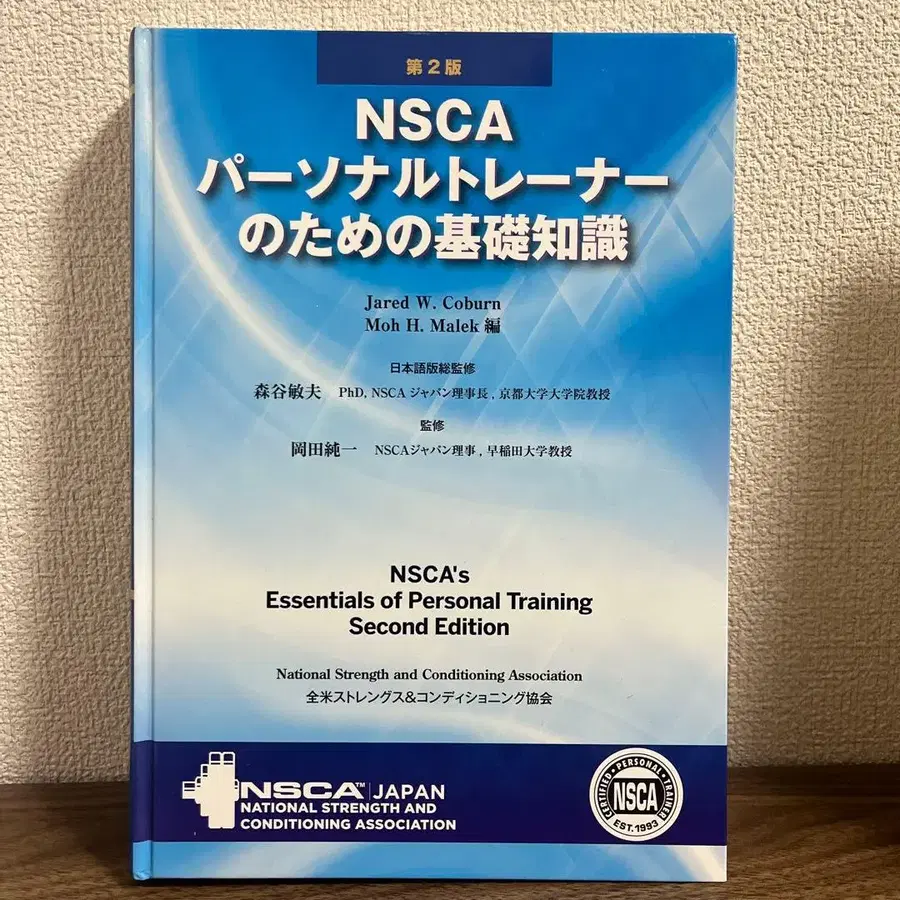 第2版
NSCA
パーソナルトレーナー
のための基礎知識
Jared W. Coburn
Moh H. Malek 編
日本語版総監修
森谷敏夫 PhD, NSCA ジャパン理事長, 京都大学大学院教授
監修
岡田純一 NSCAジャパン理事, 早稲田大学教授
NSCA's
Essentials of Personal Training
Second Edition
National Strength and Conditioning Association
全米ストレングス&コンディショニング協会
NSCA™ JAPAN
NATIONAL STRENGTH AND
CONDITIONING ASSOCIATION
CERTIFIED • PERSONAL • TRAINER
NSCA
EST. 1993